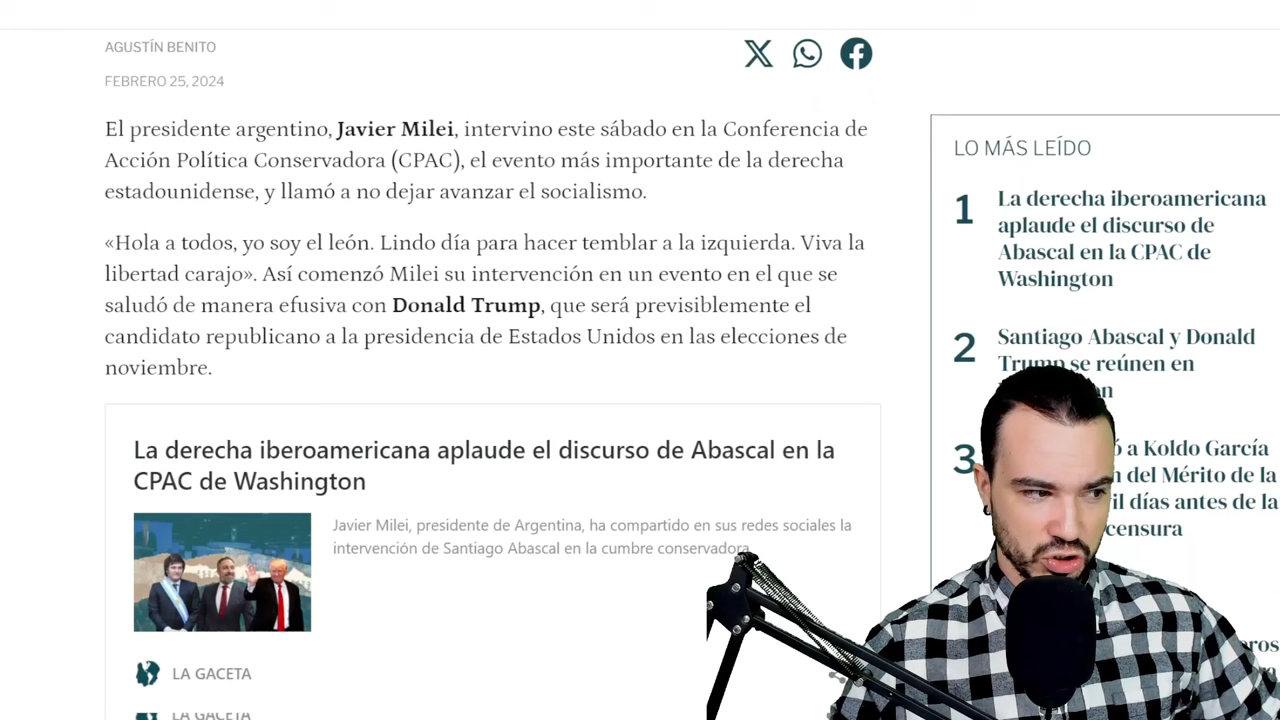 AGUSTÍN BENITO
FEBRERO 25, 2024
El presidente argentino, Javier Milei, intervino este sábado en la Conferencia de
Acción Política Conservadora (CPAC), el evento más importante de la derecha
estadounidense, y llamó a no dejar avanzar el socialismo.
«Hola a todos, yo soy el león. Lindo día para hacer temblar a la izquierda. Viva la
libertad carajo». Así comenzó Milei su intervención en un evento en el que se
saludó de manera efusiva con Donald Trump, que será previsiblemente el
candidato republicano a la presidencia de Estados Unidos en las elecciones de
noviembre.
La derecha iberoamericana aplaude el discurso de Abascal en la
CPAC de Washington
Javier Milei, presidente de Argentina, ha compartido en sus redes sociales la
intervención de Santiago Abascal en la cumbre conservadora
LA GACETA
LA GACETA
LO MÁS LEÍDO
1 La derecha iberoamericana
aplaude el discurso de
Abascal en la CPAC de
Washington
2 Santiago Abascal y Donald
Trump se reúnen en
3 a Koldo García
del Mérito de la
días antes de la
censura